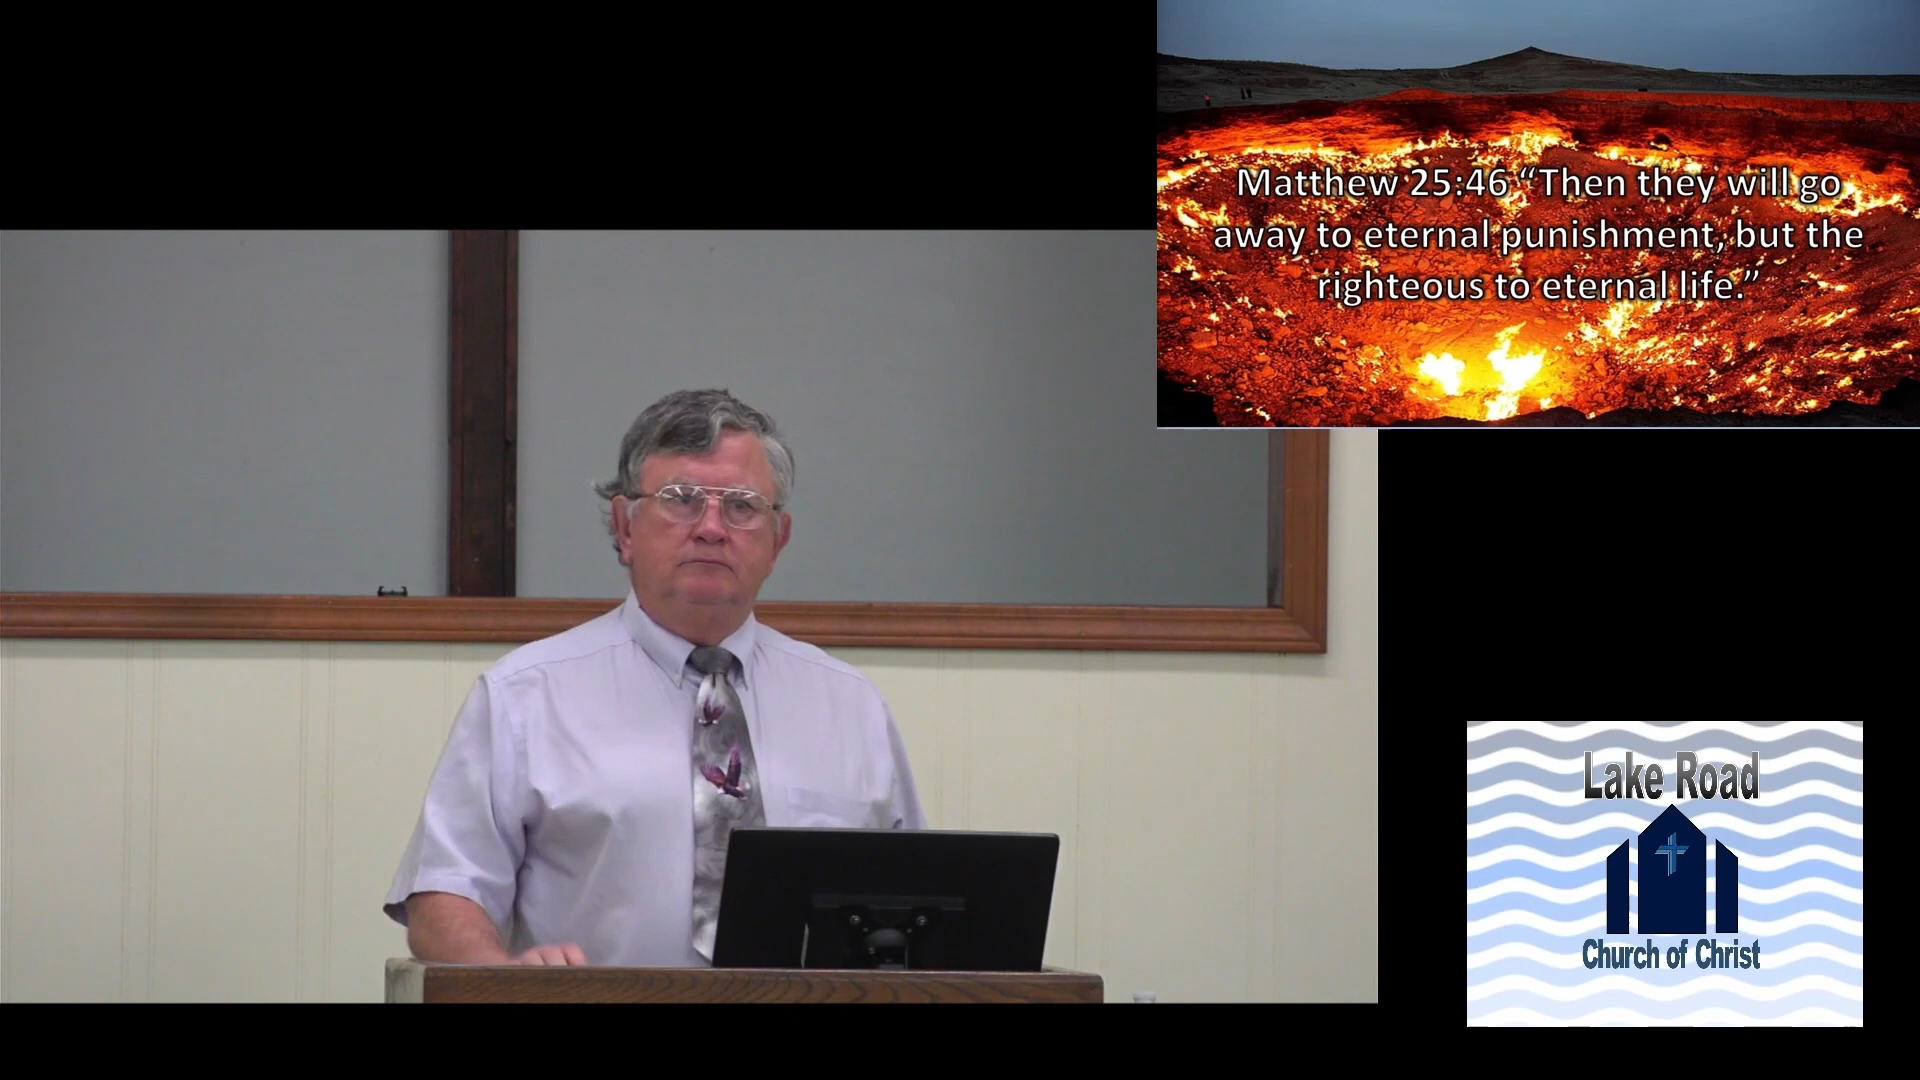 Matthew 25:46 “Then they will go
away to eternal punishment, but the
righteous to eternal life.”
Lake Road
Church of Christ